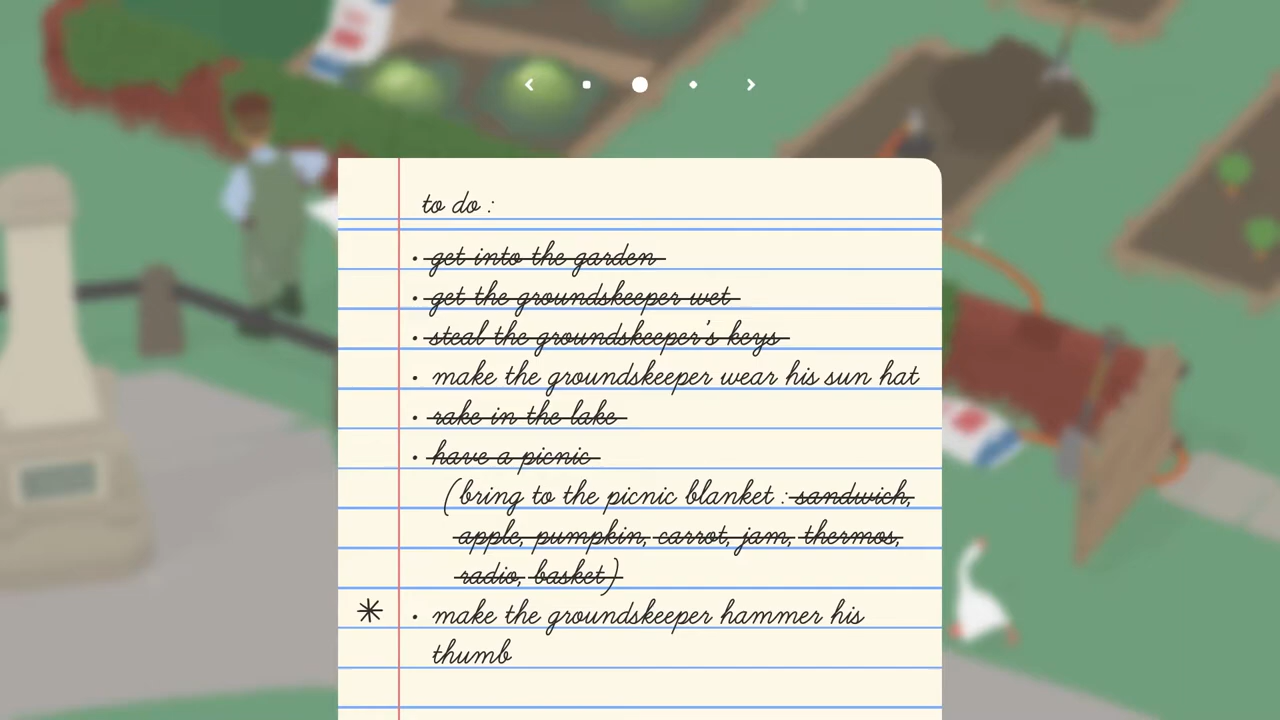 to do :
• get into the garden
• get the groundskeeper wet
• steal the groundskeeper's keys
• make the groundskeeper wear his sun hat
• rake in the lake
• have a picnic
(bring to the picnic blanket : sandwich,
apple, pumpkin, carrot, jam, thermos,
radio, basket)
* • make the groundskeeper hammer his
thumb